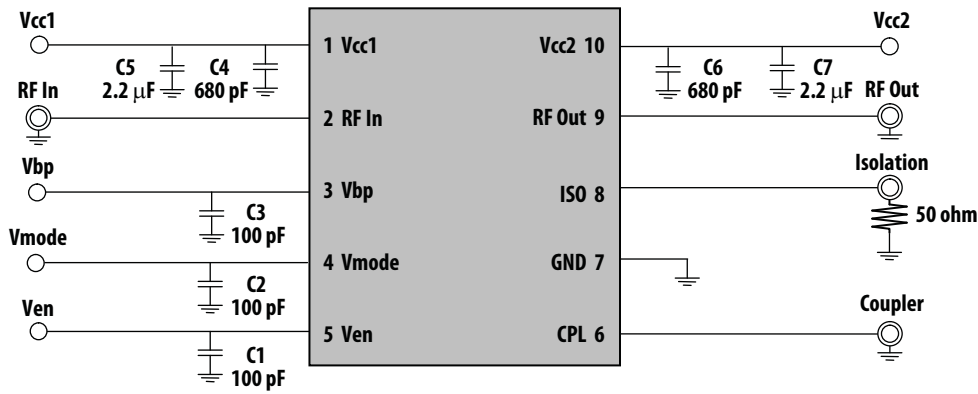 Vcc1
Vcc2
1 Vcc1
Vcc2 10
C5
2.2 μF
C4
680 pF
C6
680 pF
C7
2.2 μF
RF In
RF Out
2 RF In
RF Out 9
Vbp
Isolation
3 Vbp
ISO 8
C3
100 pF
50 ohm
Vmode
4 Vmode
GND 7
C2
100 pF
Ven
Coupler
5 Ven
CPL 6
C1
100 pF